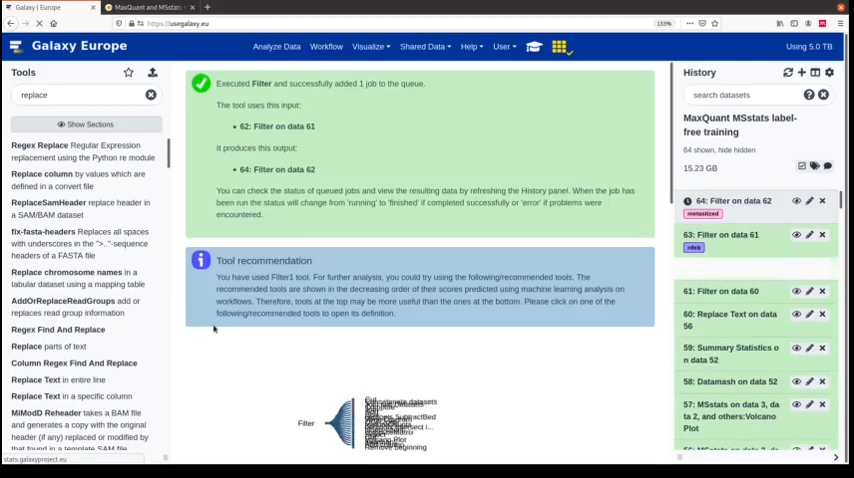 Galaxy | Europe
MaxQuant and MSstats
https://usegalaxy.eu
133%
Galaxy Europe
Analyze Data Workflow Visualize Shared Data Help User
Using 5.0 TB
Tools
replace
Show Sections
Regex Replace Regular Expression
replacement using the Python re module
Replace column by values which are
defined in a convert file
ReplaceSamHeader replace header in
a SAM/BAM dataset
fix-fasta-headers Replaces all
spaces with underscores in the ">.."-sequence
headers of a FASTA file
Replace chromosome names in a
tabular dataset using a mapping table
AddOrReplaceReadGroups add or
replaces read group information
Regex Find And Replace
Replace parts of text
Column Regex Find And Replace
Replace Text in entire line
Replace Text in a specific column
MiModD Reheader takes a BAM file
and generates a copy with the original
header (if any) replaced or modified by
that found in a template SAM file
stats.galaxyproject.eu
Executed Filter and successfully added 1 job to the queue.
The tool uses this input:
62: Filter on data 61
It produces this output:
64: Filter on data 62
You can check the status of queued jobs and view the resulting data by refreshing the History panel. When the job has
been run the status will change from 'running' to 'finished' if completed successfully or 'error' if problems were
encountered.
Tool recommendation
You have used Filter1 tool. For further analysis, you could try using the following/recommended tools. The
recommended tools are shown in the decreasing order of their scores predicted using machine learning analysis on
workflows. Therefore, tools at the top may be more useful than the ones at the bottom. Please click on one of the
following/recommended tools to open its definition.
Filter
Remove beginning
History
search datasets
MaxQuant MSstats label-
free training
64 shown, hide hidden
15.23 GB
64: Filter on data 62
metastized
63: Filter on data 61
61: Filter on data 60
60: Replace Text on data
56
59: Summary Statistics o
n data 52
58: Datamash on data 52
57: MSstats on data 3, da
ta 2, and others:Volcano
Plot